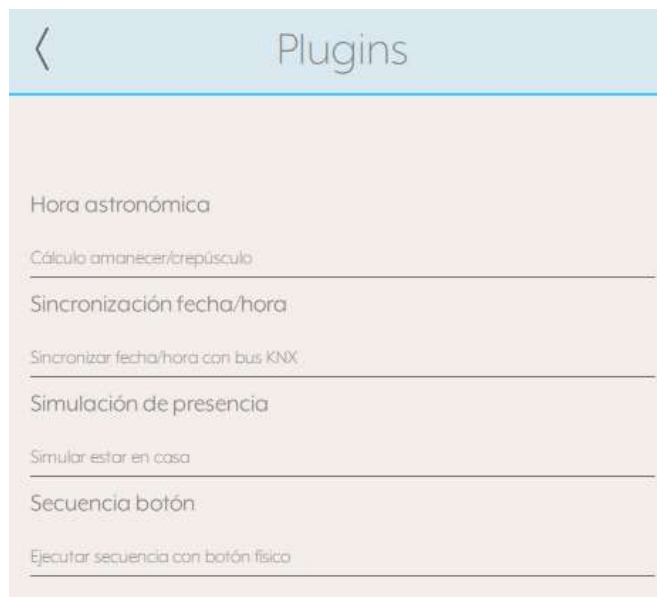 Plugins
Hora astronómica
Cálculo amanecer/crepúsculo
Sincronización fecha/hora
Sincronizar fecha/hora con bus KNX
Simulación de presencia
Simular estar en casa
Secuencia botón
Ejecutar secuencia con botón físico